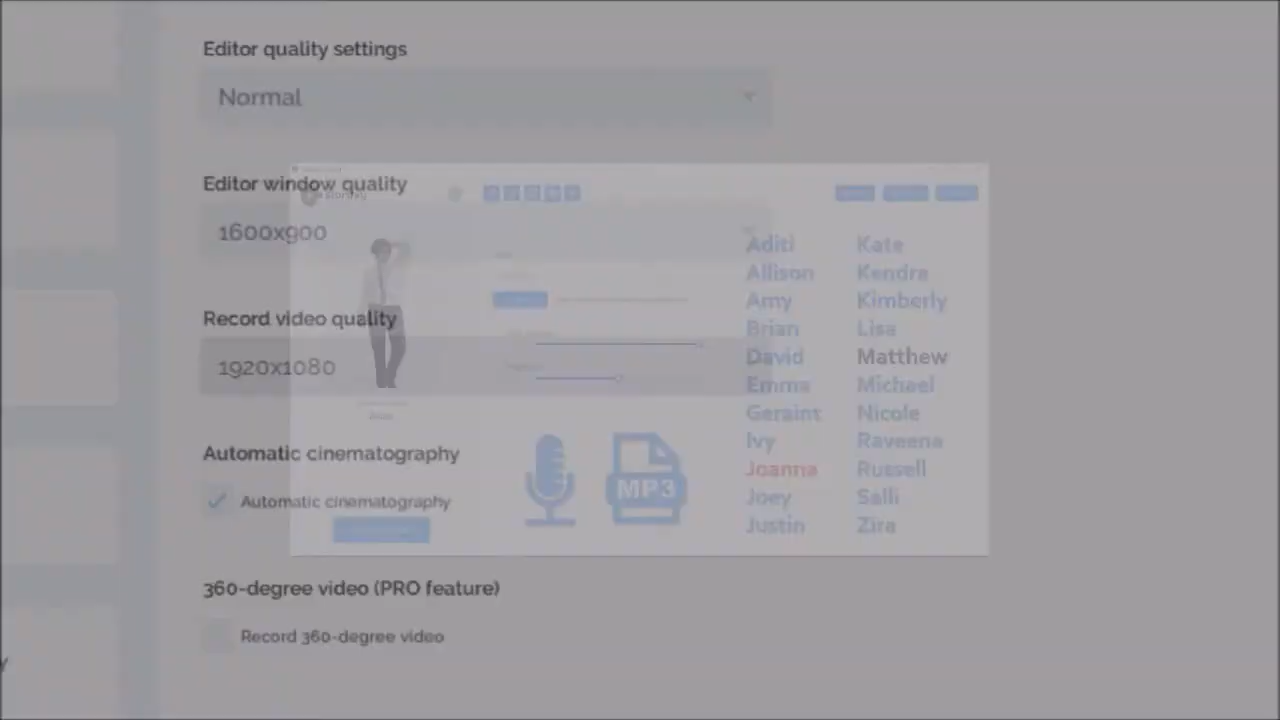 Editor quality settings
Normal
Editor window quality
1600x900
Record video quality
1920x1080
Automatic cinematography
Automatic cinematography
360-degree video (PRO feature)
Record 360-degree video
Aditi Kate
Allison Kendra
Amy Kimberly
Brian Lisa
David Matthew
Emma Michael
Geraint Nicole
Ivy Raveena
Joanna Russell
Joey Salli
Justin Zira
MP3